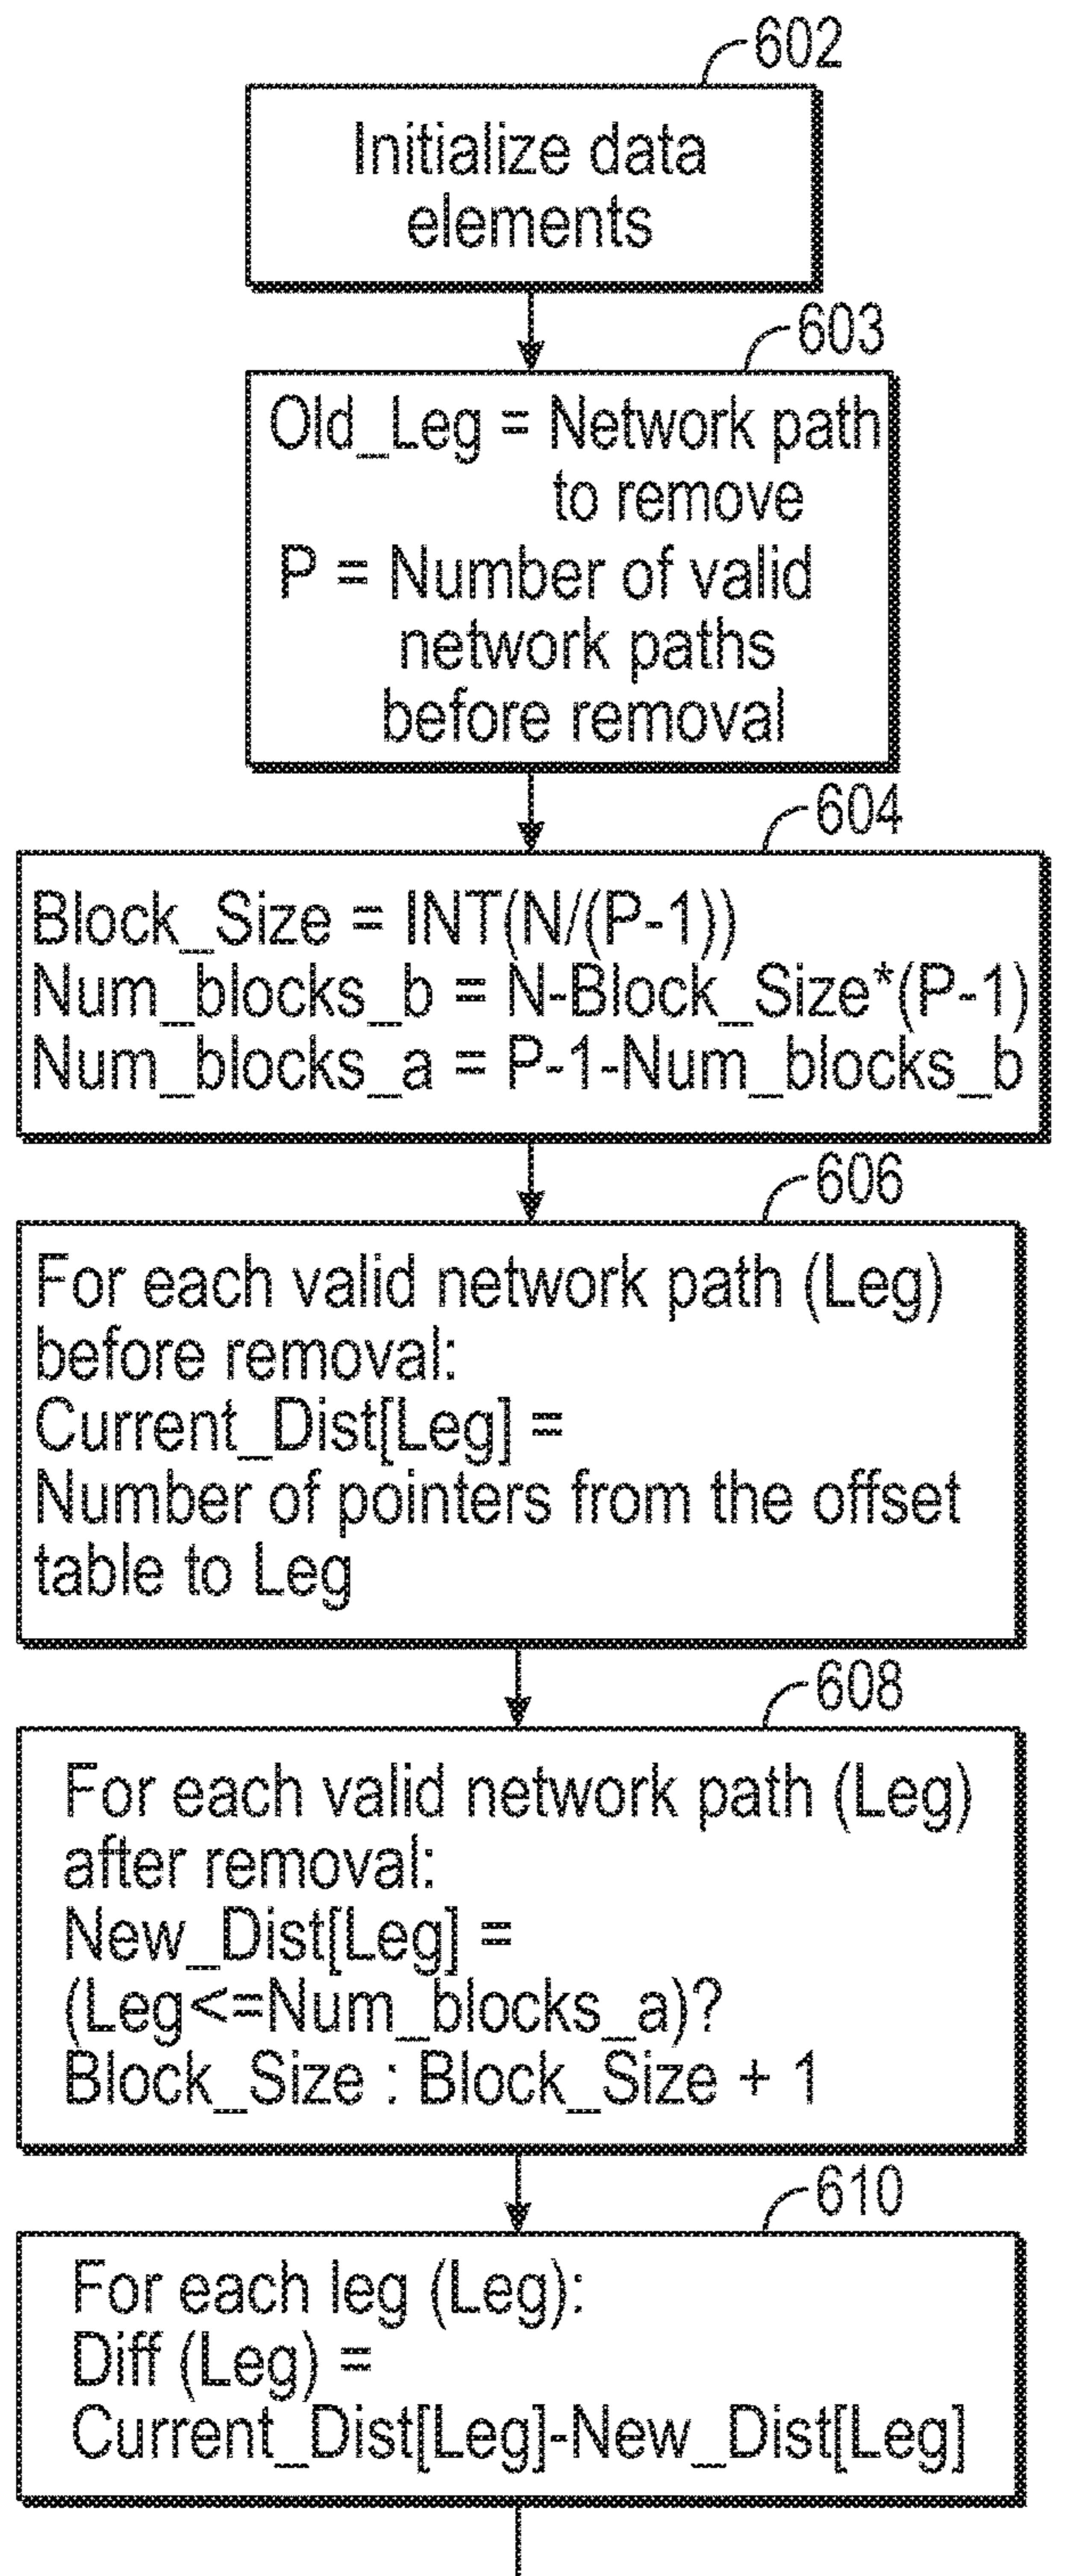 602
Initialize data
elements
603
Old_Leg = Network path
to remove
P = Number of valid
network paths
before removal
604
Block_Size = INT(N/(P-1))
Num_blocks_b = N-Block_Size*(P-1)
Num_blocks_a = P-1-Num_blocks_b
606
For each valid network path (Leg)
before removal:
Current_Dist[Leg] =
Number of pointers from the offset
table to Leg
608
For each valid network path (Leg)
after removal:
New_Dist[Leg] =
(Leg<=Num_blocks_a)?
Block_Size : Block_Size + 1
610
For each leg (Leg):
Diff (Leg) =
Current_Dist[Leg]-New_Dist[Leg]